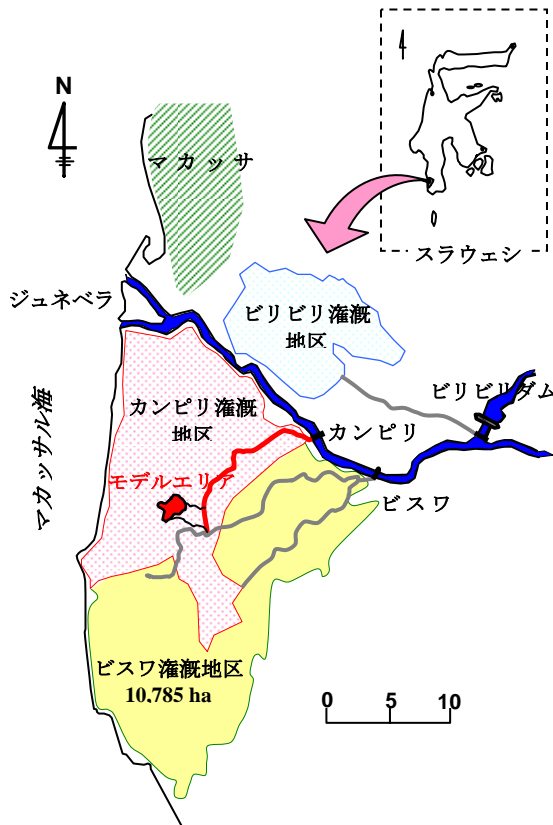 N
マカッサ
スラウェシ
ジュネベラ
ビリビリ灌漑
地区
ビリビリダム
カンピリ灌漑
地区
カンピリ
モデルエリア
ビスワ
マカッサル海
ビスワ灌漑地区
10,785 ha
0 5 10